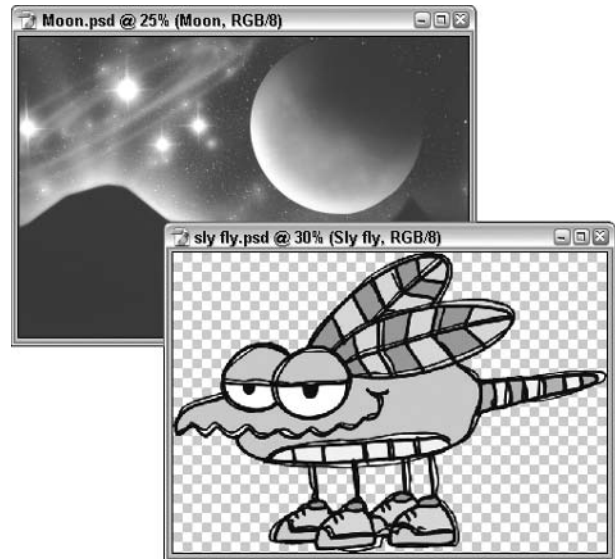 Moon.psd @ 25% (Moon, RGB/8)
sly fly.psd @ 30% (Sly fly, RGB/8)